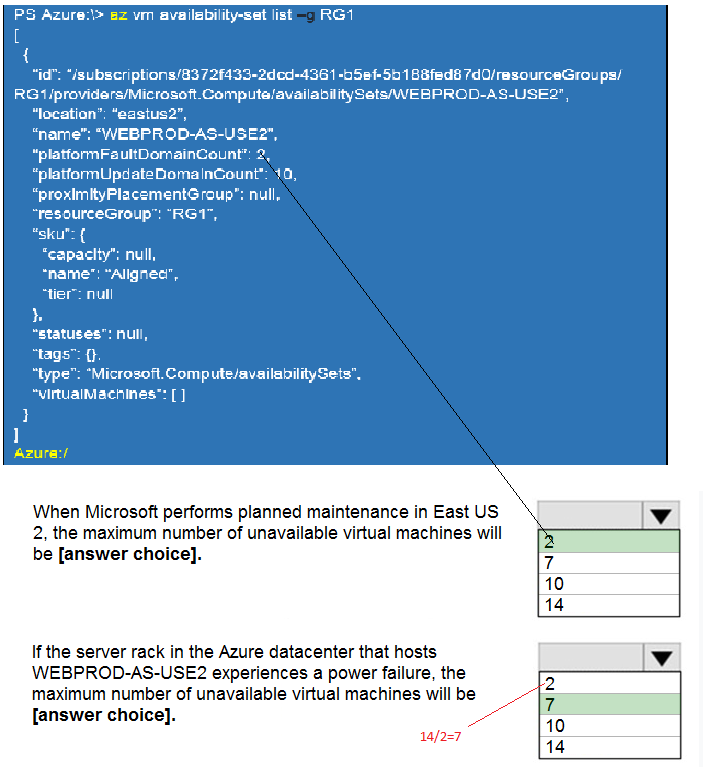 PS Azure:\> az vm availability-set list –g RG1
[
{
"id": "/subscriptions/8372f433-2dcd-4361-b5ef-5b188fed87d0/resourceGroups/
RG1/providers/Microsoft.Compute/availabilitySets/WEBPROD-AS-USE2",
"location": "eastus2",
"name": "WEBPROD-AS-USE2",
"platformFaultDomainCount": 2,
"platformUpdateDomainCount": 10,
"proximityPlacementGroup": null,
"resourceGroup": "RG1",
"sku": {
"capacity": null,
"name": "Aligned",
"tier": null
},
"statuses": null,
"tags": {},
"type": "Microsoft.Compute/availabilitySets",
"virtualMachines": [ ]
}
]
Azure:/
When Microsoft performs planned maintenance in East US
2, the maximum number of unavailable virtual machines will
be [answer choice].
2
7
10
14
If the server rack in the Azure datacenter that hosts
WEBPROD-AS-USE2 experiences a power failure, the
maximum number of unavailable virtual machines will be
[answer choice].
2
7
10
14
14/2=7